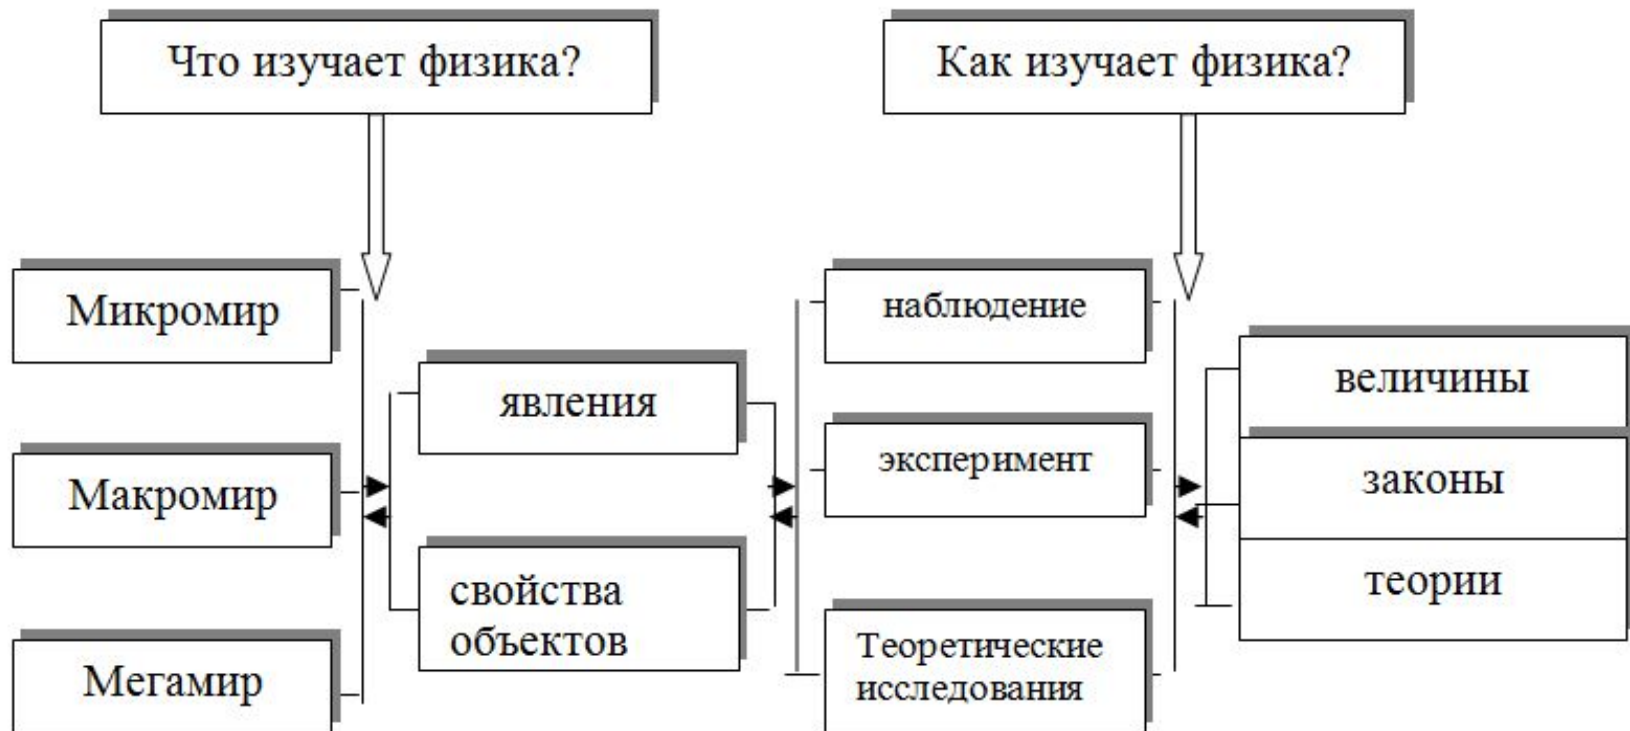 Что изучает физика?
Как изучает физика?
Микромир
Макромир
Мегамир
явления
свойства
объектов
наблюдение
эксперимент
Теоретические
исследования
величины
законы
теории